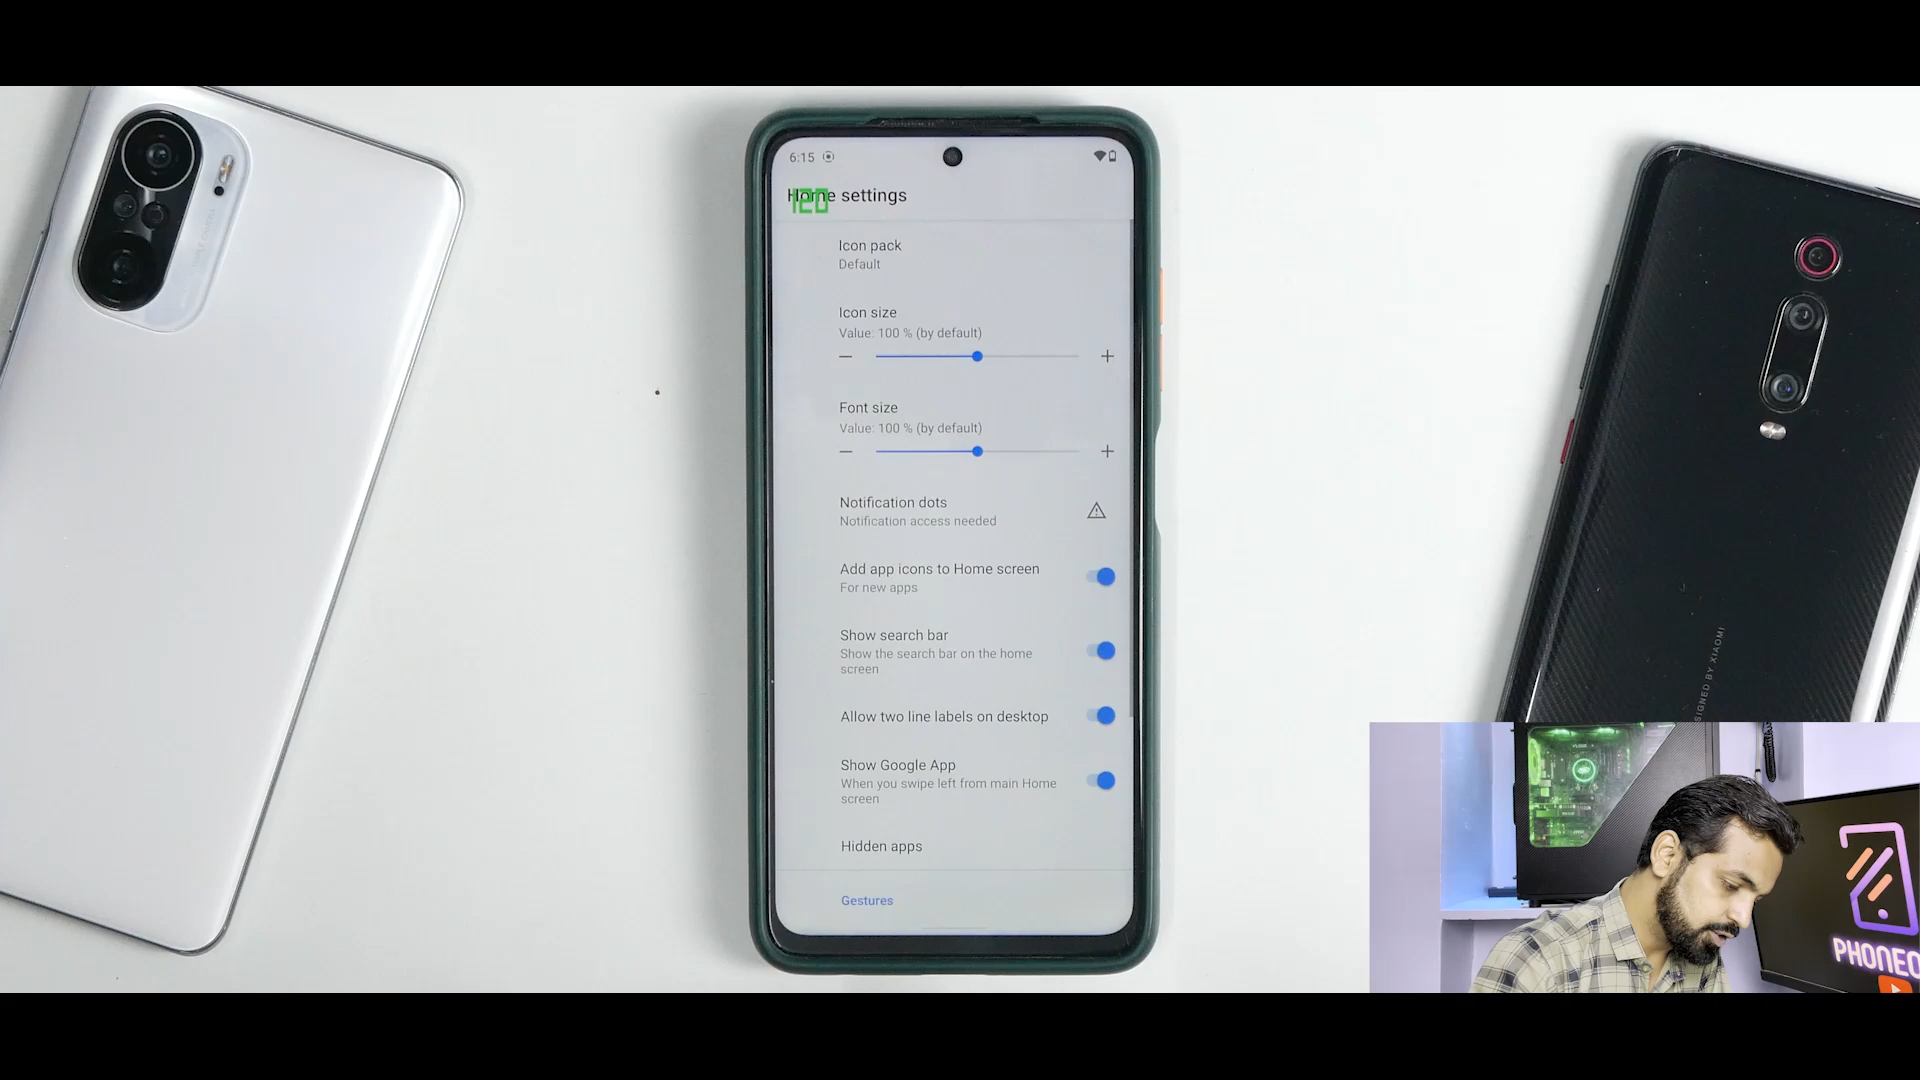 6:15
120
Home settings
Icon pack
Default
Icon size
Value: 100 % (by default)
Font size
Value: 100 % (by default)
Notification dots
Notification access needed
Add app icons to Home screen
For new apps
Show search bar
Show the search bar on the home
screen
Allow two line labels on desktop
Show Google App
When you swipe left from main Home
screen
Hidden apps
Gestures
SIGNED BY XIAOMI
PHONEO